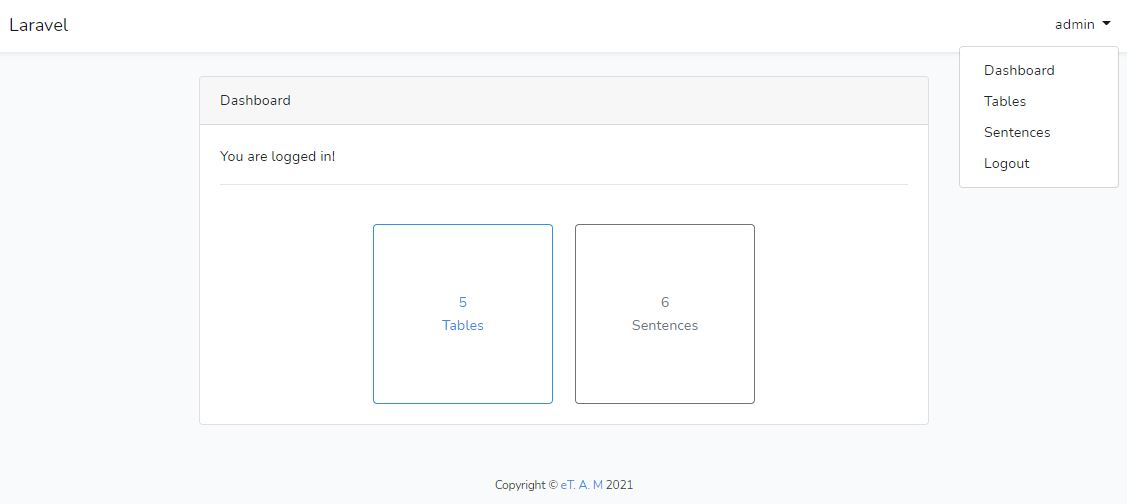 Laravel
admin
Dashboard
Tables
Sentences
Logout
Dashboard
You are logged in!
5
Tables
6
Sentences
Copyright © eT. A. M 2021